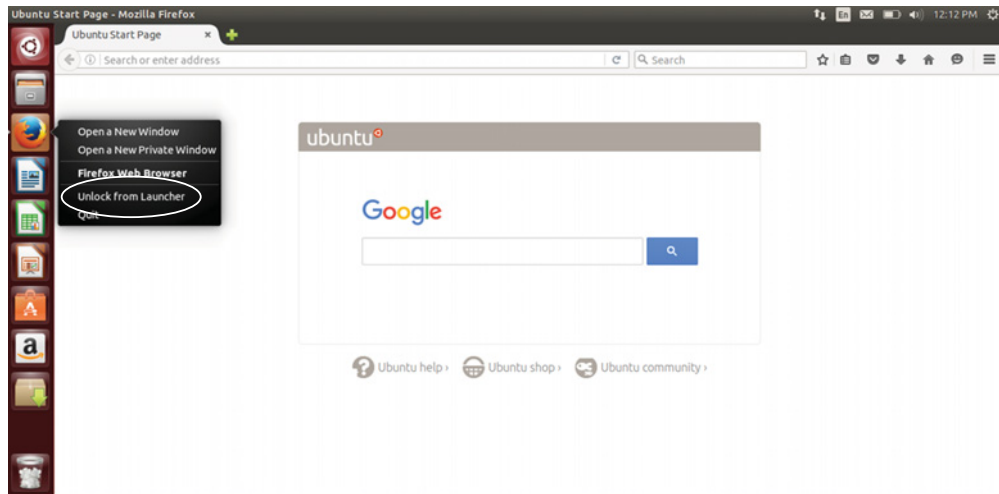 Ubuntu Start Page - Mozilla Firefox
En
12:12 PM
Ubuntu Start Page
Search or enter address
Search
Open a New Window
Open a New Private Window
Firefox Web Browser
Unlock from Launcher
Quit
ubuntu
Google
A
a
Ubuntu help ›
Ubuntu shop ›
Ubuntu community ›